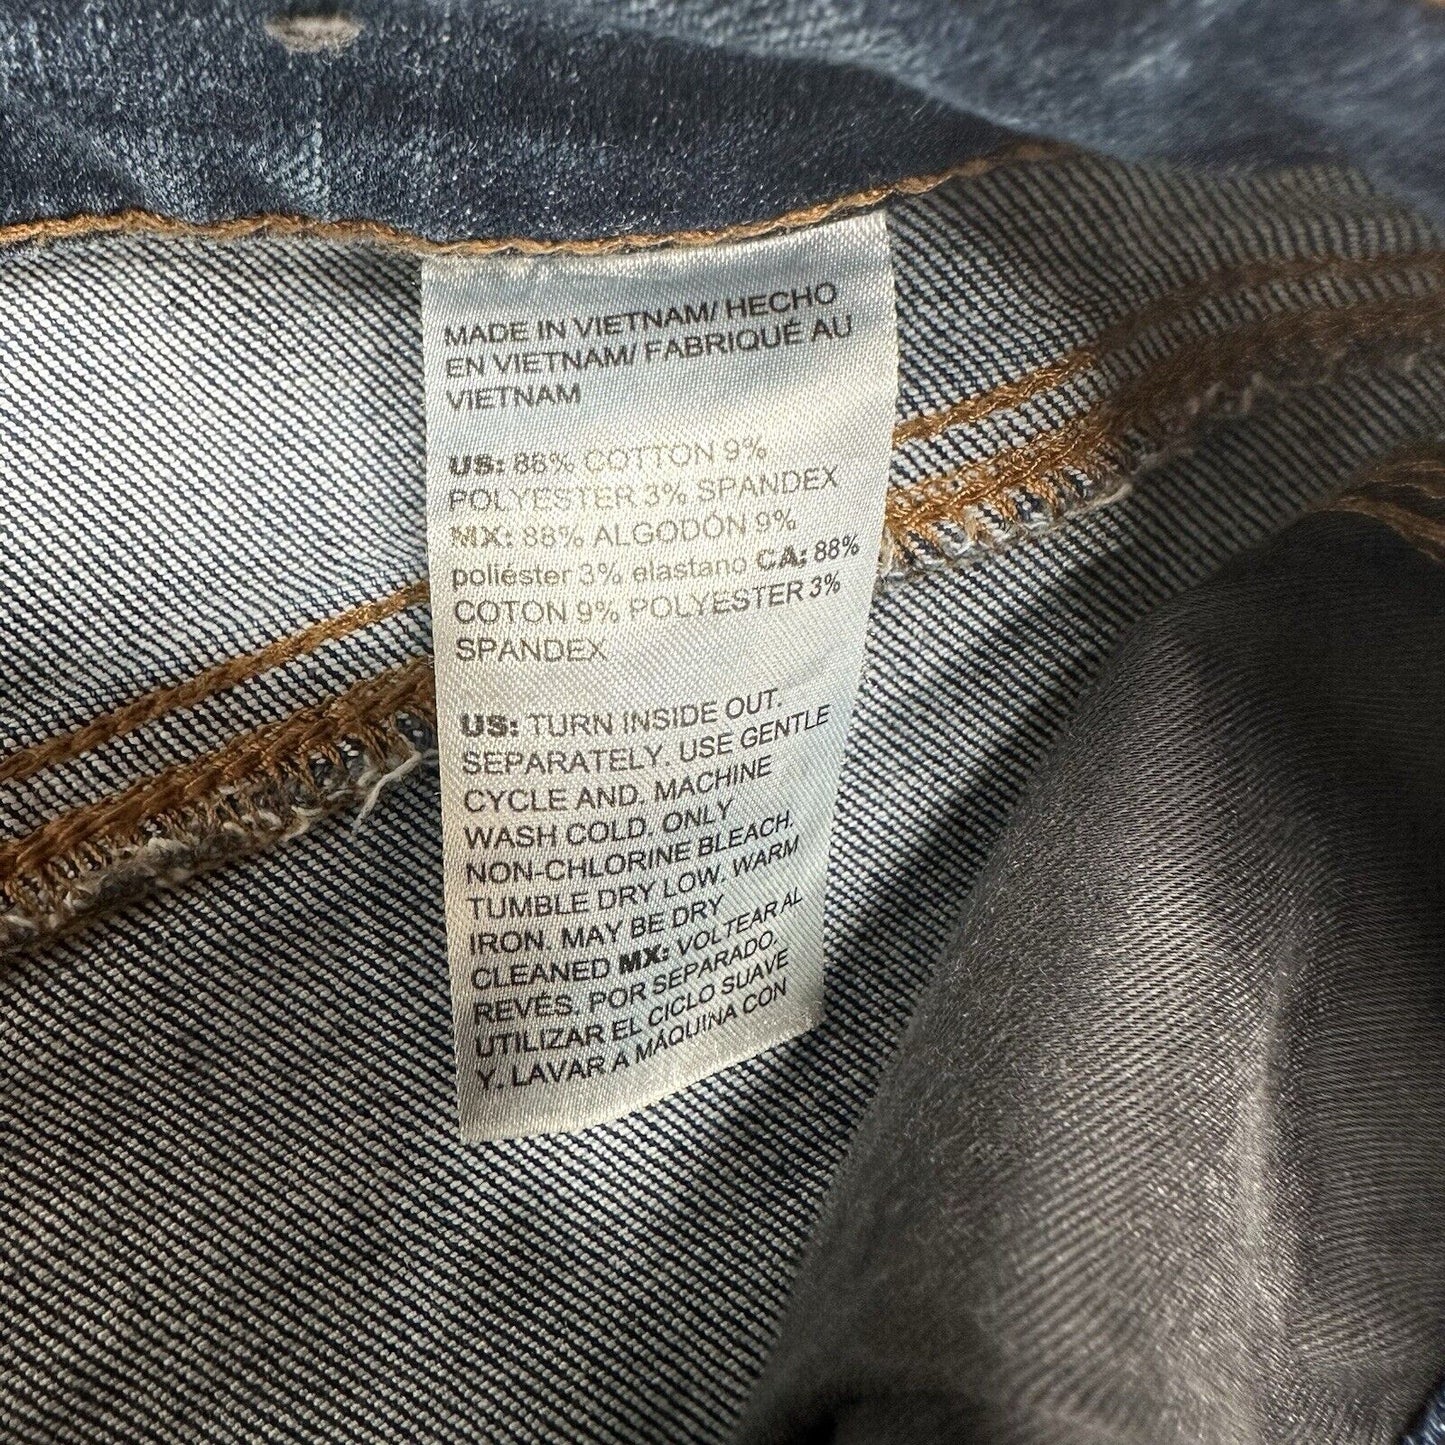 MADE IN VIETNAM/ HECHO
EN VIETNAM/ FABRIQUÉ AU
VIETNAM
US: 88% COTTON 9%
POLYESTER 3% SPANDEX
MX: 88% ALGODÓN 9%
poliéster 3% elastano CA: 88%
COTON 9% POLYESTER 3%
SPANDEX
US: TURN INSIDE OUT.
SEPARATELY. USE GENTLE
CYCLE AND. MACHINE
WASH COLD. ONLY
NON-CHLORINE BLEACH.
TUMBLE DRY LOW. WARM
IRON. MAY BE DRY
CLEANED MX: VOLTEAR AL
REVÉS. POR SEPARADO.
UTILIZAR EL CICLO SUAVE
Y. LAVAR A MÁQUINA CON